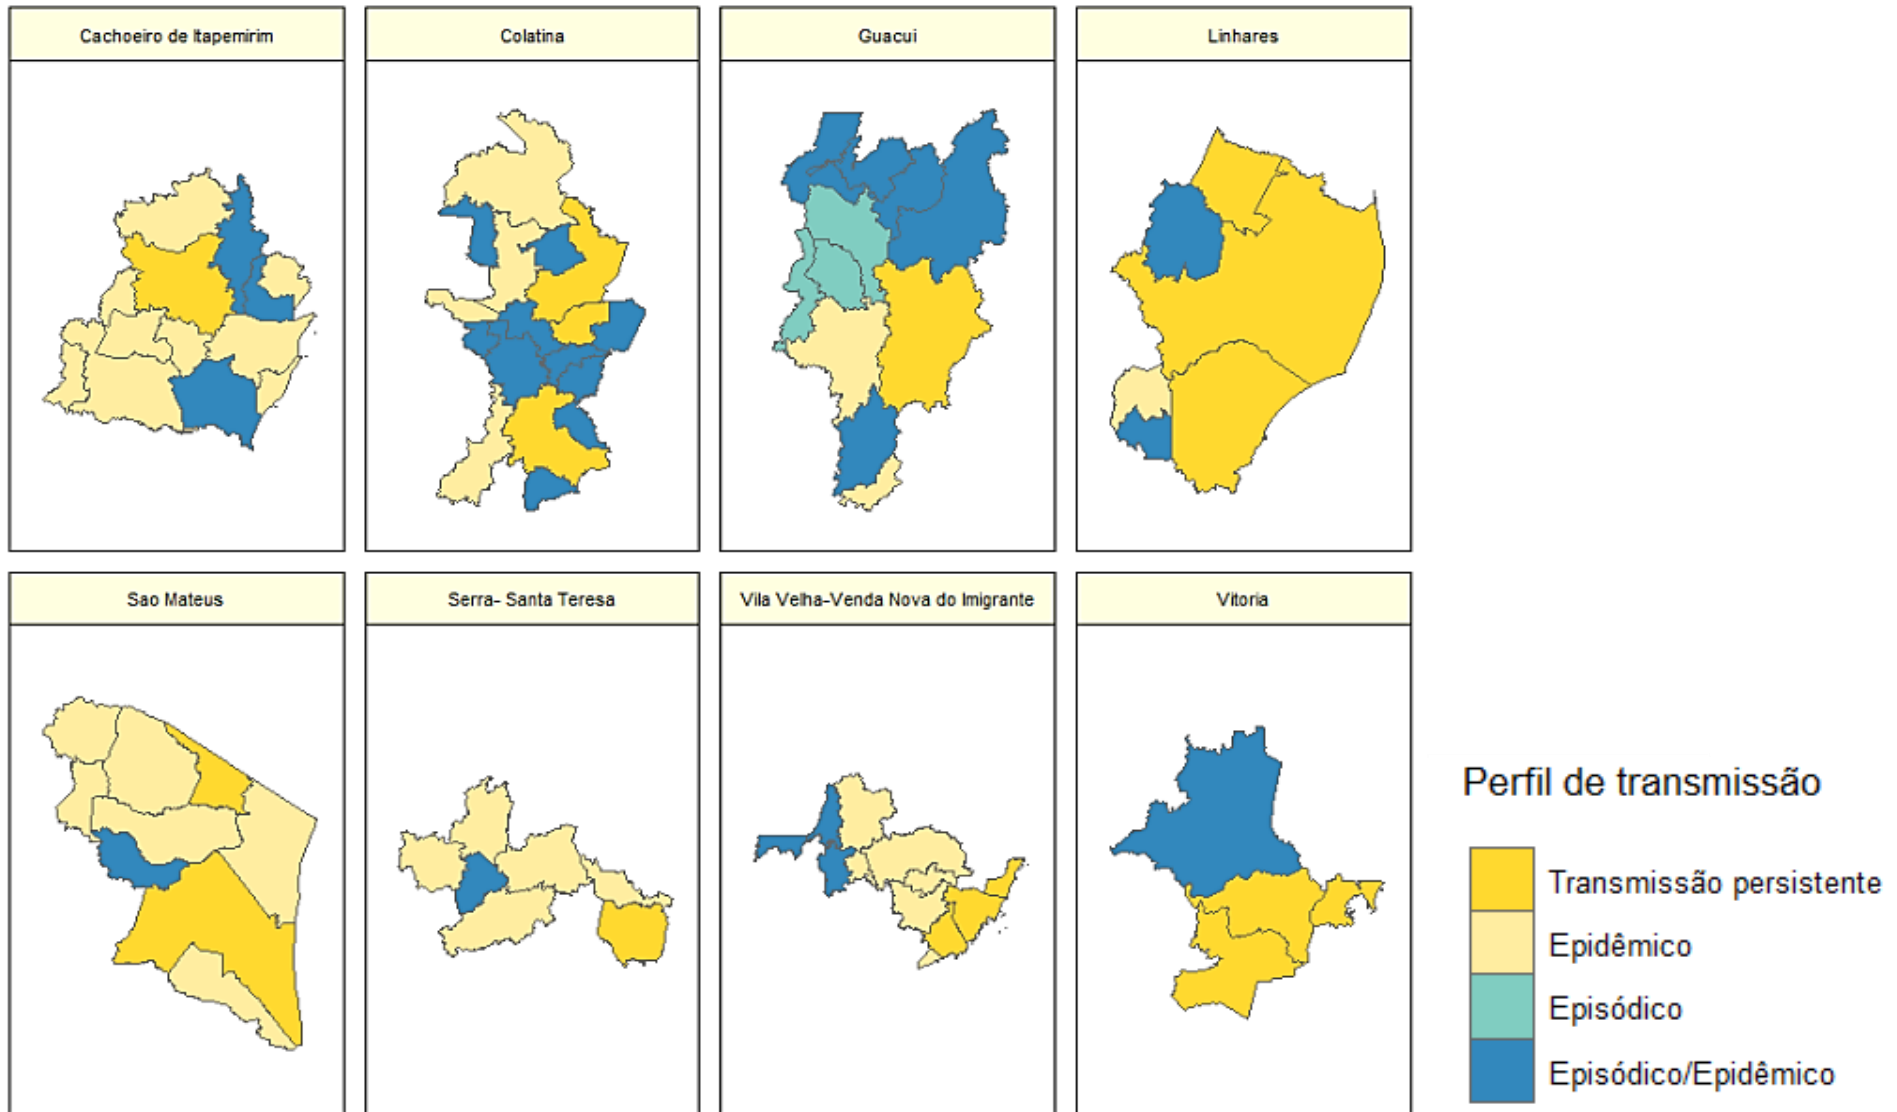 Cachoeiro de Itapemirim
Colatina
Guacui
Linhares
Sao Mateus
Serra- Santa Teresa
Vila Velha-Venda Nova do Imigrante
Vitoria
Perfil de transmissão
Transmissão persistente
Epidêmico
Episódico
Episódico/Epidêmico